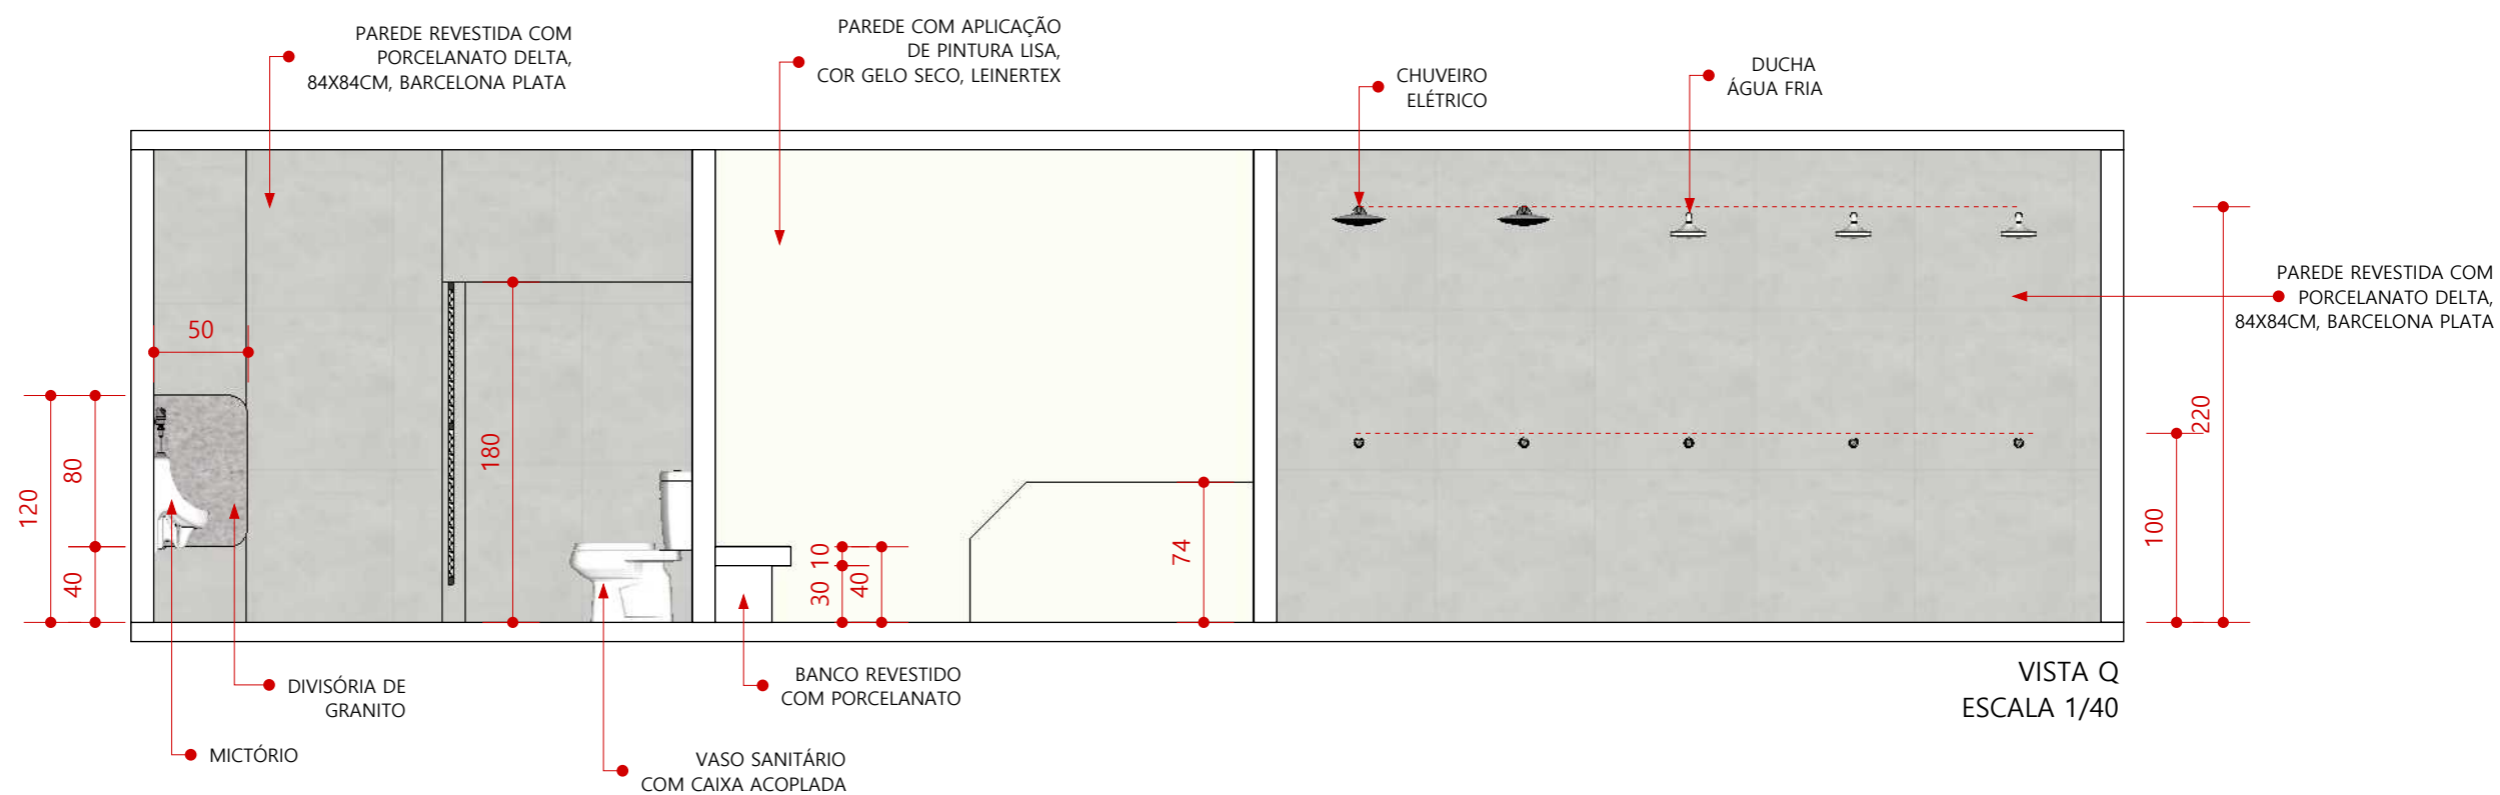 PAREDE REVESTIDA COM
PORCELANATO DELTA,
84X84CM, BARCELONA PLATA
PAREDE COM APLICAÇÃO
DE PINTURA LISA,
COR GELO SECO, LEINERTEX
CHUVEIRO
ELÉTRICO
DUCHA
ÁGUA FRIA
PAREDE REVESTIDA COM
PORCELANATO DELTA,
84X84CM, BARCELONA PLATA
50
120
80
40
180
10
30
40
74
220
100
DIVISÓRIA DE
GRANITO
MICTÓRIO
VASO SANITÁRIO
COM CAIXA ACOPLADA
BANCO REVESTIDO
COM PORCELANATO
VISTA Q
ESCALA 1/40